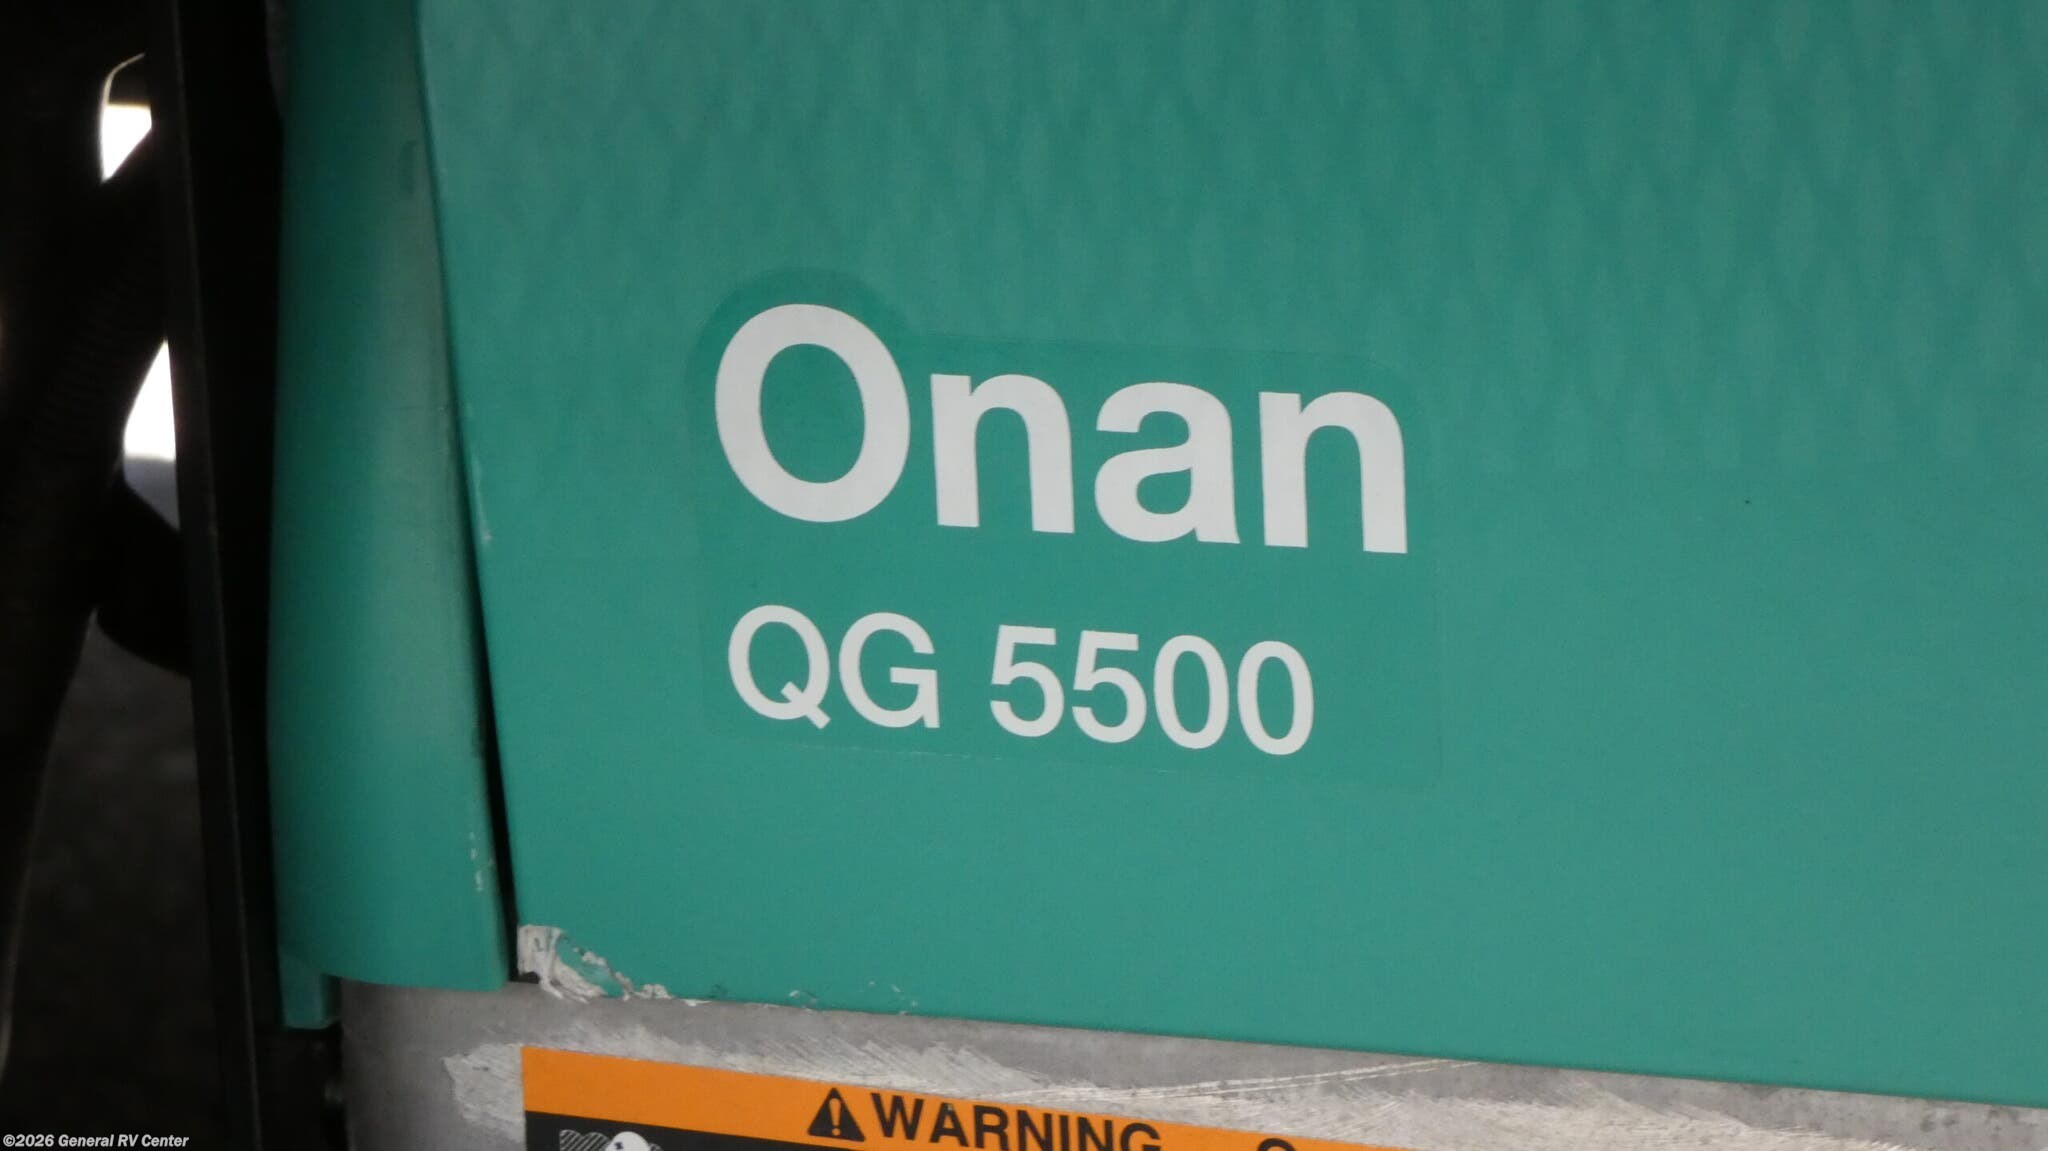 Onan
QG 5500
WARNING
©2026 General RV Center